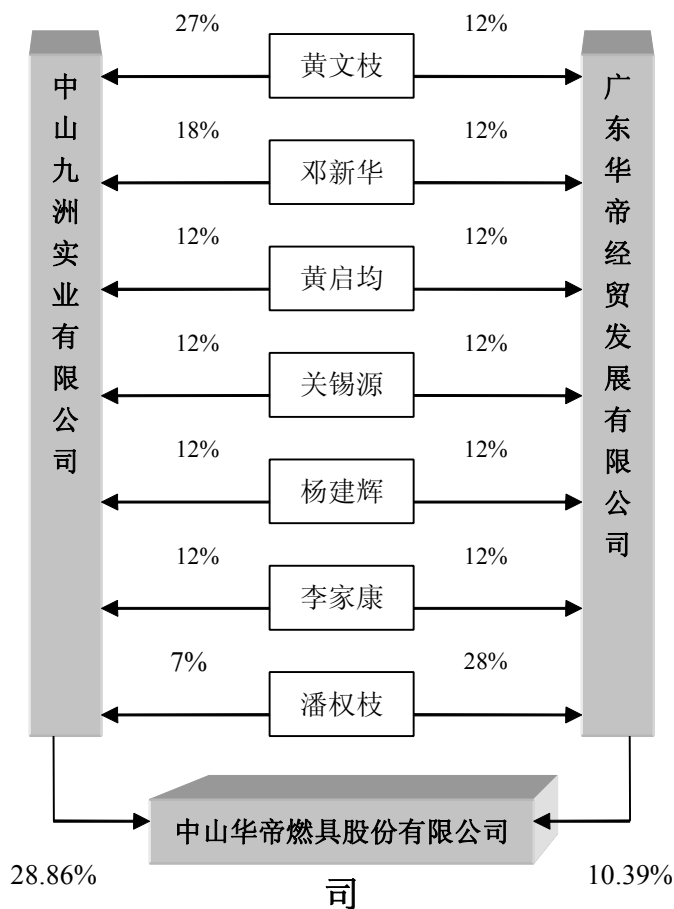 27%
12%
黄文枝
18%
12%
邓新华
12%
12%
黄启均
12%
12%
关锡源
12%
12%
杨建辉
12%
12%
李家康
7%
28%
潘权枝
中山九洲实业有限公司
广东华帝经贸发展有限公司
中山华帝燃具股份有限公司
28.86%
司
10.39%